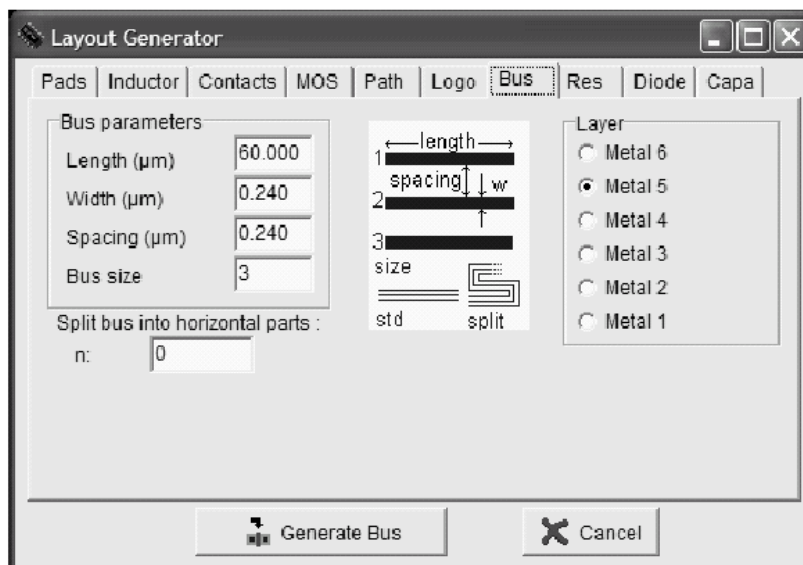 Layout Generator
Pads Inductor Contacts MOS Path Logo Bus Res Diode Capa
Bus parameters
Length (µm) 60.000
Width (µm) 0.240
Spacing (µm) 0.240
Bus size 3
Split bus into horizontal parts :
n: 0
length
1
spacing w
2
3
size
std split
Layer
Metal 6
Metal 5
Metal 4
Metal 3
Metal 2
Metal 1
Generate Bus Cancel